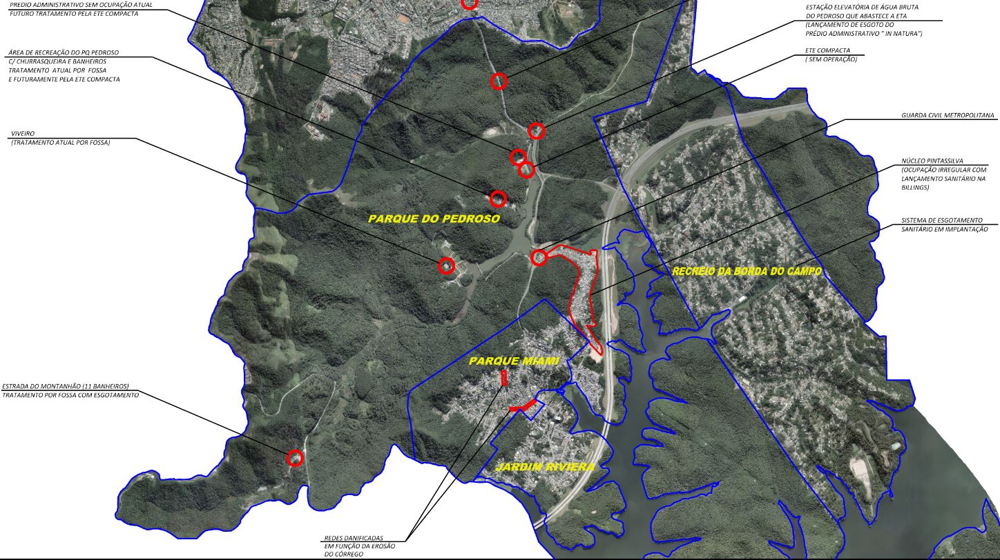 PREDIO ADMINISTRATIVO SEM OCUPAÇÃO ATUAL
FUTURO TRATAMENTO PELA ETE COMPACTA
ÁREA DE RECREAÇÃO DO PQ PEDROSO
C/ CHURRASQUEIRA E BANHEIROS
TRATAMENTO ATUAL POR FOSSA
E FUTURAMENTE PELA ETE COMPACTA
VIVEIRO
(TRATAMENTO ATUAL POR FOSSA)
ESTRADA DO MONTANHÃO (11 BANHEIROS)
TRATAMENTO POR FOSSA COM ESGOTAMENTO
REDES DANIFICADAS
EM FUNÇÃO DA EROSÃO
DO CÓRREGO
PARQUE DO PEDROSO
PARQUE MIAMI
JARDIM RIVIERA
RECREIO DA BORDA DO CAMPO
ESTAÇÃO ELEVATÓRIA DE ÁGUA BRUTA
DO PEDROSO QUE ABASTECE A ETA
(LANÇAMENTO DE ESGOTO DO
PRÉDIO ADMINISTRATIVO " IN NATURA")
ETE COMPACTA
( SEM OPERAÇÃO)
GUARDA CIVIL METROPOLITANA
NÚCLEO PINTASSILVA
(OCUPAÇÃO IRREGULAR COM
LANÇAMENTO SANITÁRIO NA
BILLINGS)
SISTEMA DE ESGOTAMENTO
SANITÁRIO EM IMPLANTAÇÃO